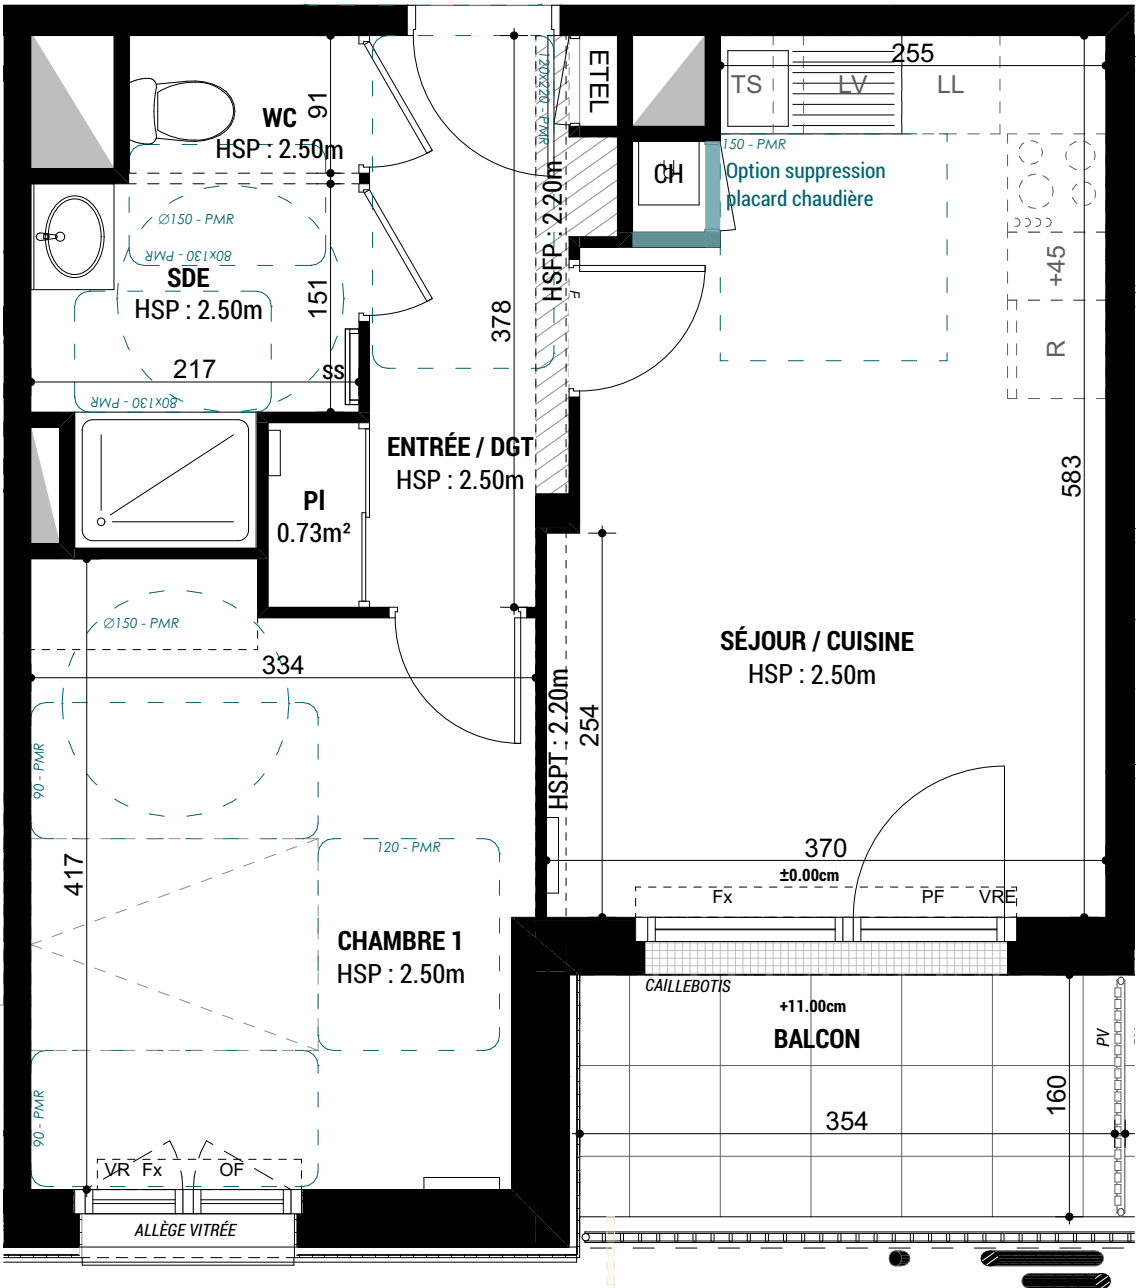 255
TS
LV
LL
ETEL
120x220 - PMR
WC
HSP : 2.50m
91
150 - PMR
CH
Option suppression
placard chaudière
HSFP : 2.20m
Ø150 - PMR
80x130 - PMR
SDE
HSP : 2.50m
151
378
F
+45
R
217
SS
80x130 - PMR
ENTRÉE / DGT
HSP : 2.50m
583
Pl
0.73m²
Ø150 - PMR
334
SÉJOUR / CUISINE
HSP : 2.50m
HSPT : 2.20m
254
90 - PMR
417
120 - PMR
370
±0.00cm
Fx
PF
VRE
CHAMBRE 1
HSP : 2.50m
CAILLEBOTIS
+11.00cm
BALCON
PV
160
354
90 - PMR
VR
Fx
OF
ALLÈGE VITRÉE